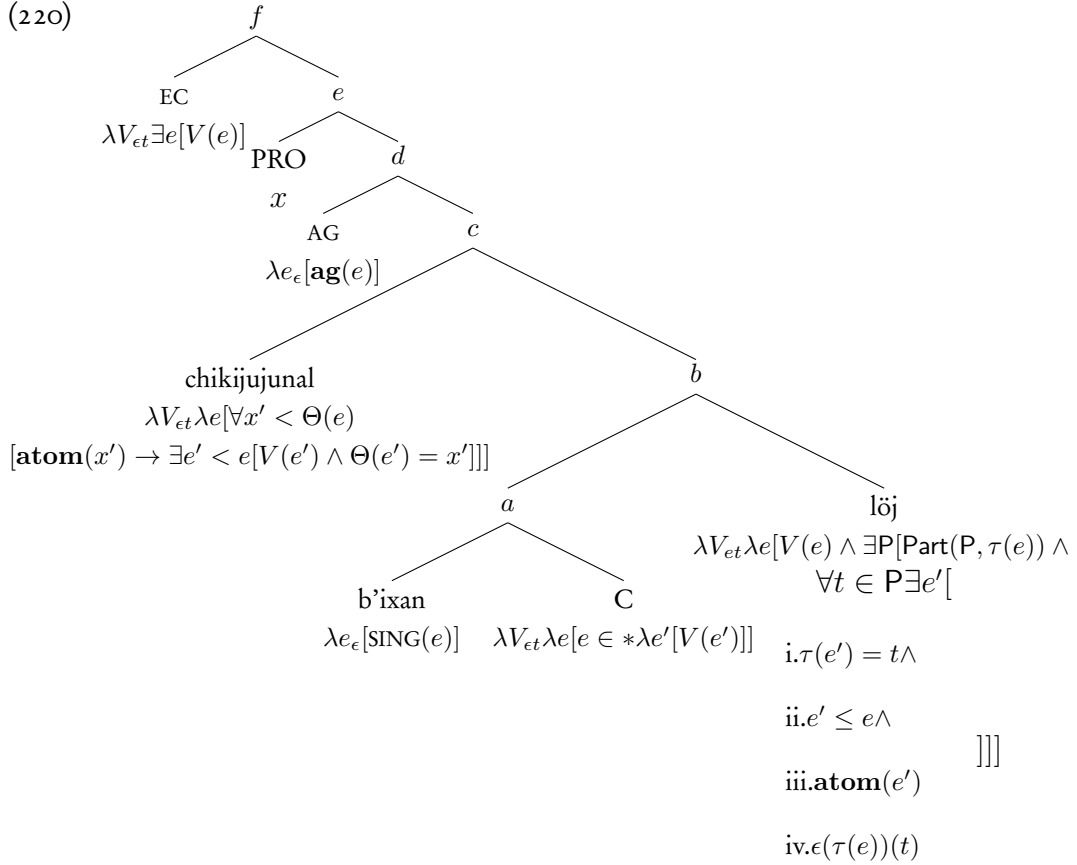 (220)
f
EC
λV_{ϵt}∃e[V(e)]
e
PRO
x
d
AG
λe_ϵ[ag(e)]
c
chikijujunal
λV_{ϵt}λe[∀x′ < Θ(e)
[atom(x′) → ∃e′ < e[V(e′) ∧ Θ(e′) = x′]]]
b
a
b'ixan
λe_ϵ[SING(e)]
C
λV_{ϵt}λe[e ∈ ∗λe′[V(e′)]]
löj
λV_{et}λe[V(e) ∧ ∃P[Part(P, τ(e)) ∧
∀t ∈ P∃e′[
i.τ(e′) = t∧
ii.e′ ≤ e∧
iii.atom(e′)
iv.ϵ(τ(e))(t)
]]]